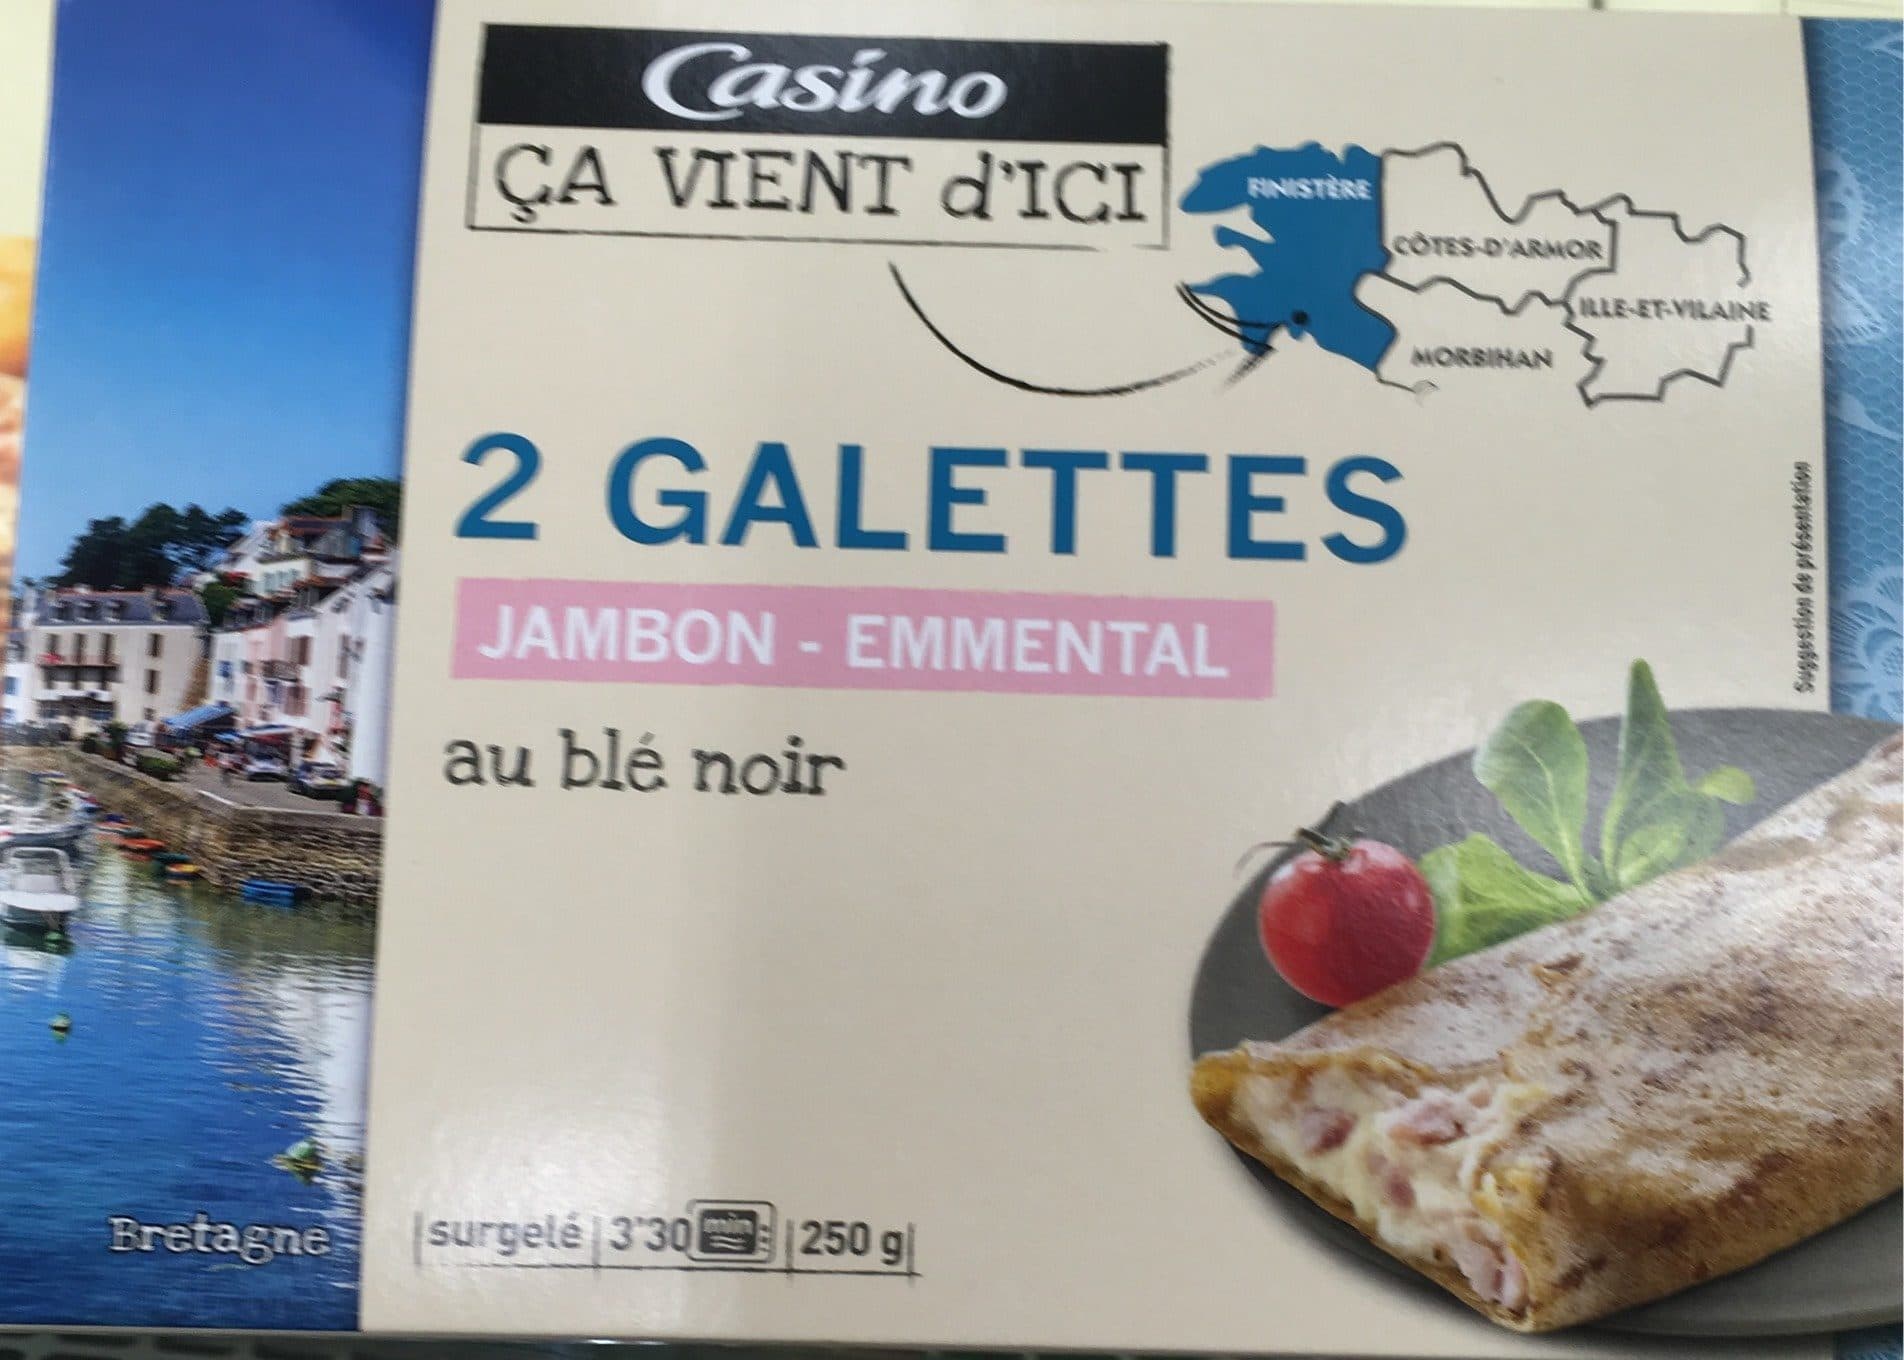 Casino
ÇA VIENT d'ICI
FINISTÈRE
CÔTES-D'ARMOR
ILLE-ET-VILAINE
MORBIHAN
2 GALETTES
JAMBON - EMMENTAL
au blé noir
Suggestion de présentation
Bretagne
surgelé 3'30 min 250 g